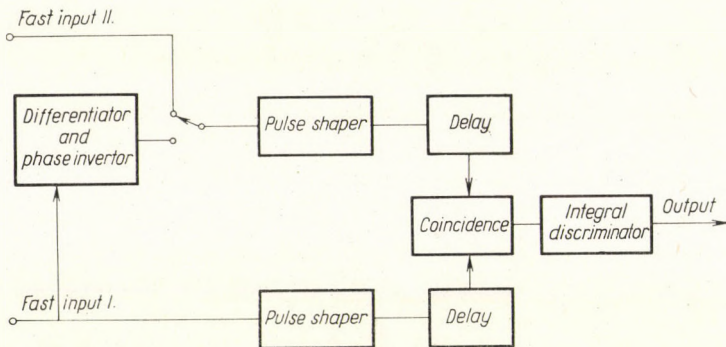 Fast input II.
Differentiator
and
phase invertor
Pulse shaper
Delay
Coincidence
Integral
discriminator
Output
Fast input I.
Pulse shaper
Delay